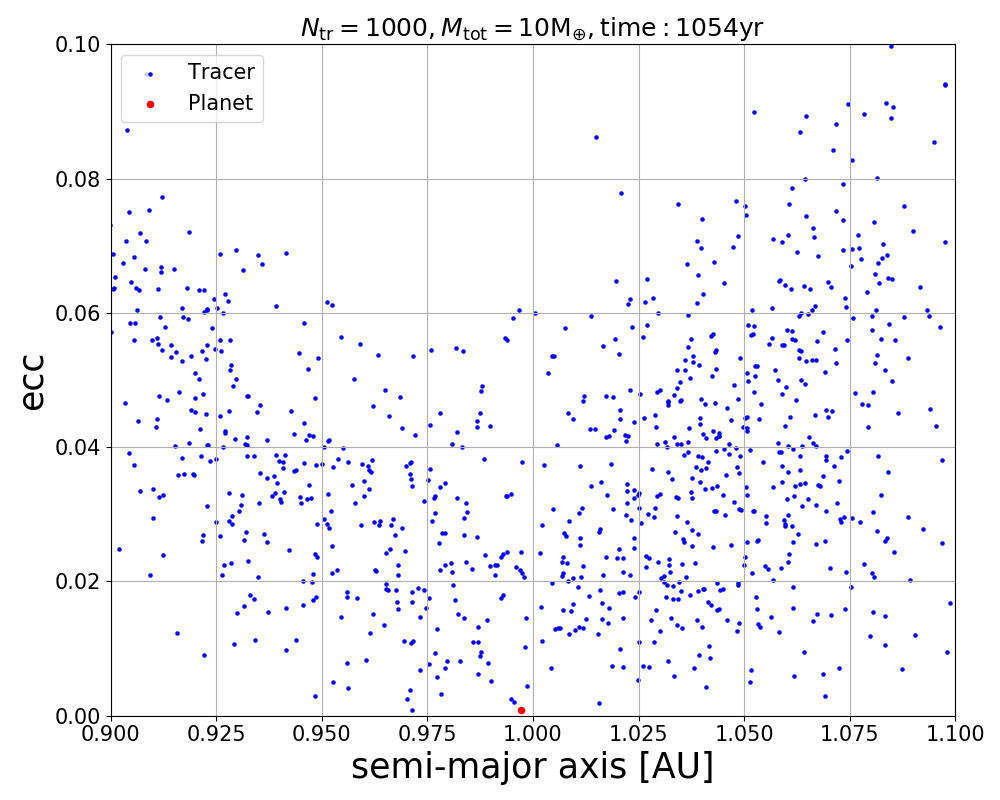 N_tr = 1000, M_tot = 10M_⊕, time : 1054yr
0.10
Tracer
Planet
0.08
0.06
ecc
0.04
0.02
0.00
0.900 0.925 0.950 0.975 1.000 1.025 1.050 1.075 1.100
semi-major axis [AU]